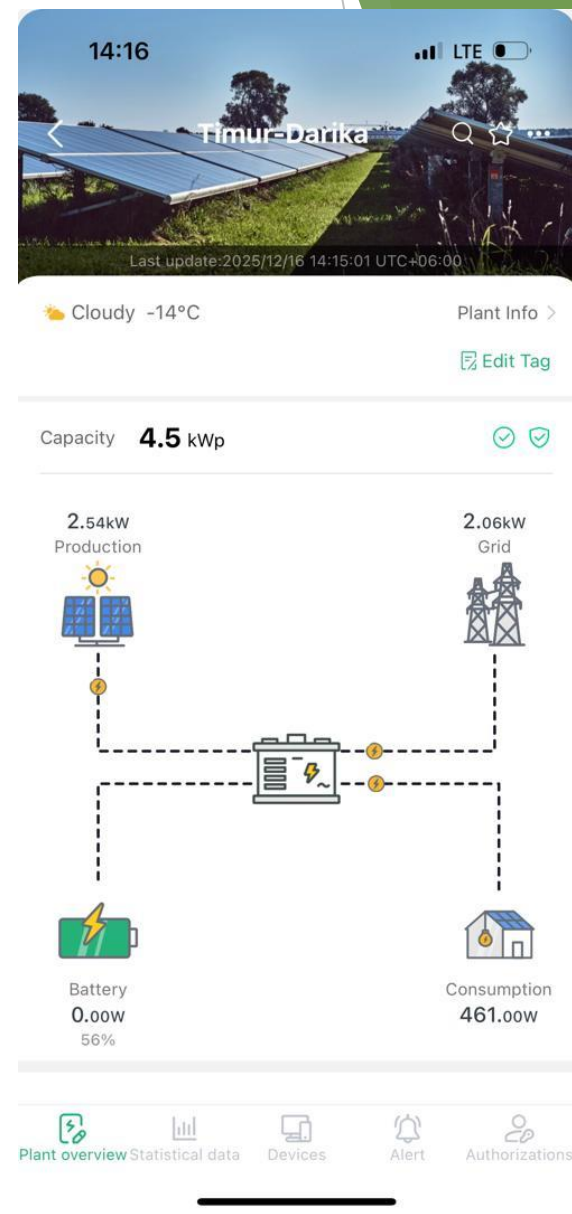 14:16
LTE
Timur-Darika
Last update:2025/12/16 14:15:01 UTC+06:00
Cloudy -14°C
Plant Info >
Edit Tag
Capacity 4.5 kWp
2.54kW
Production
2.06kW
Grid
Battery
0.00W
56%
Consumption
461.00W
Plant overview
Statistical data
Devices
Alert
Authorizations